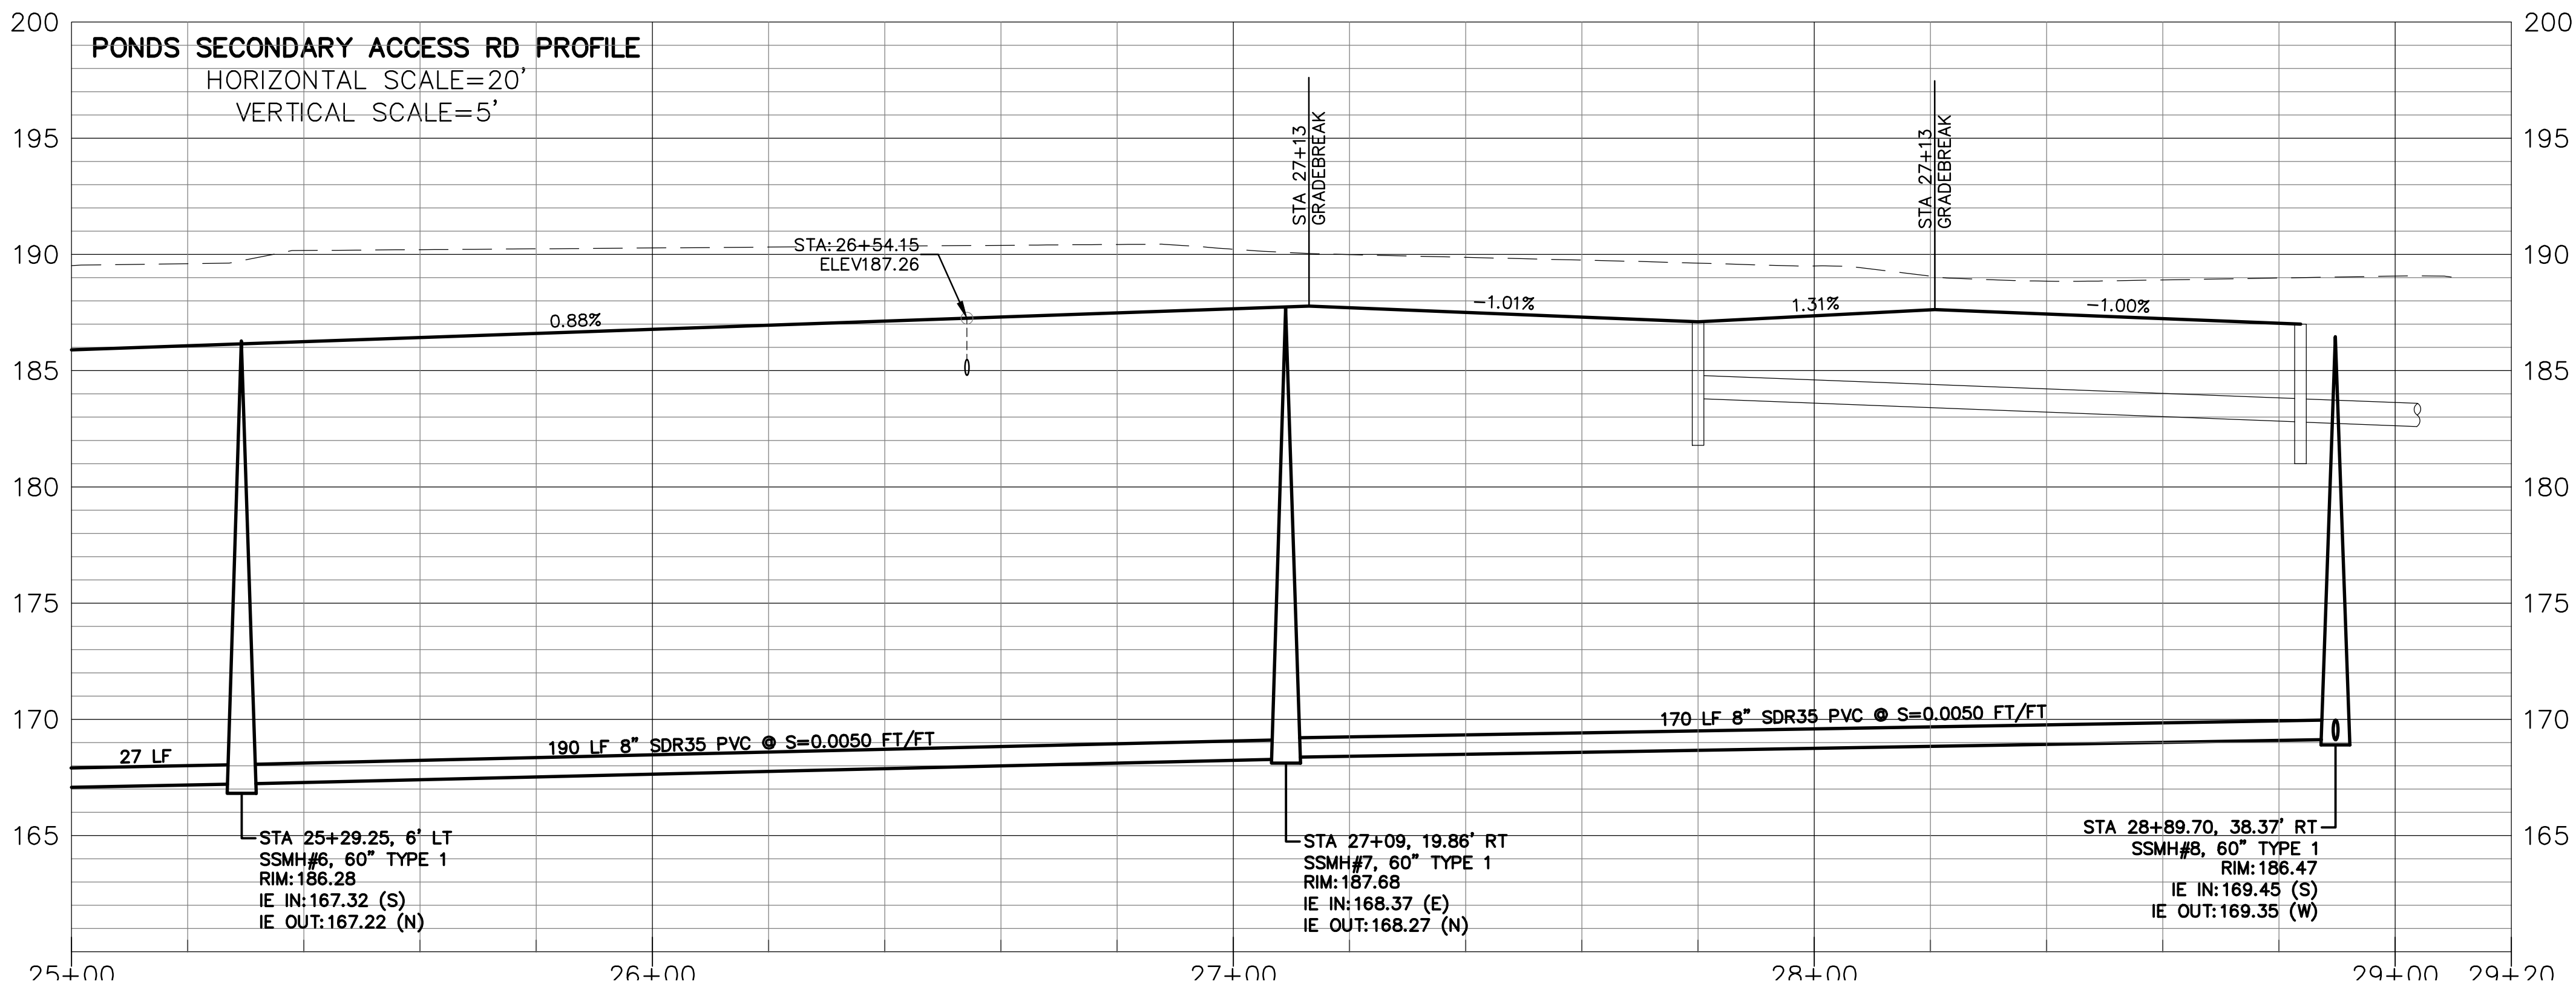 PONDS SECONDARY ACCESS RD PROFILE
HORIZONTAL SCALE=20'
VERTICAL SCALE=5'
200
195
190
185
180
175
170
165
200
195
190
185
180
175
170
165
STA 27+13
GRADEBREAK
STA 27+13
GRADEBREAK
STA:26+54.15
ELEV187.26
0.88%
-1.01%
1.31%
-1.00%
27 LF
190 LF 8" SDR35 PVC @ S=0.0050 FT/FT
170 LF 8" SDR35 PVC @ S=0.0050 FT/FT
STA 25+29.25, 6' LT
SSMH#6, 60" TYPE 1
RIM:186.28
IE IN:167.32 (S)
IE OUT:167.22 (N)
STA 27+09, 19.86' RT
SSMH#7, 60" TYPE 1
RIM:187.68
IE IN:168.37 (E)
IE OUT:168.27 (N)
STA 28+89.70, 38.37' RT
SSMH#8, 60" TYPE 1
RIM:186.47
IE IN:169.45 (S)
IE OUT:169.35 (W)
25+00
26+00
27+00
28+00
29+00
29+20